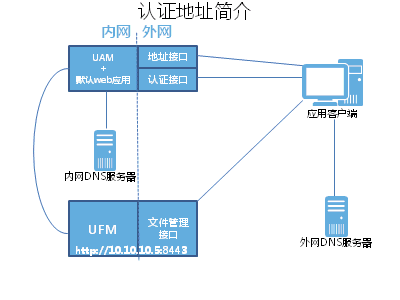 认证地址简介
内网 外网
UAM
+
默认web应用
地址接口
认证接口
应用客户端
内网DNS服务器
UFM
文件管理
接口
http://10.10.10.5:8443
外网DNS服务器